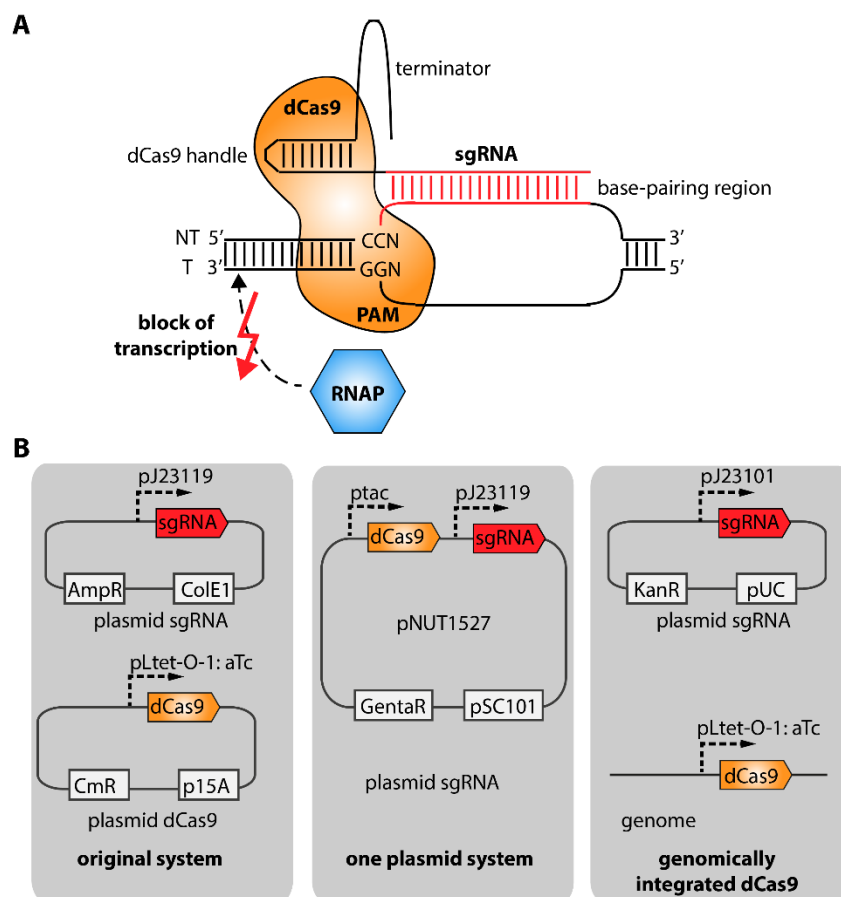 A
terminator
dCas9
dCas9 handle
sgRNA
base-pairing region
NT 5′
CCN
3′
T 3′
GGN
5′
PAM
block of
transcription
RNAP
B
pJ23119
sgRNA
AmpR
ColE1
plasmid sgRNA
pLtet-O-1: aTc
dCas9
CmR
p15A
plasmid dCas9
original system
ptac
pJ23119
dCas9
sgRNA
pNUT1527
GentaR
pSC101
plasmid sgRNA
one plasmid system
pJ23101
sgRNA
KanR
pUC
plasmid sgRNA
pLtet-O-1: aTc
dCas9
genome
genomically
integrated dCas9